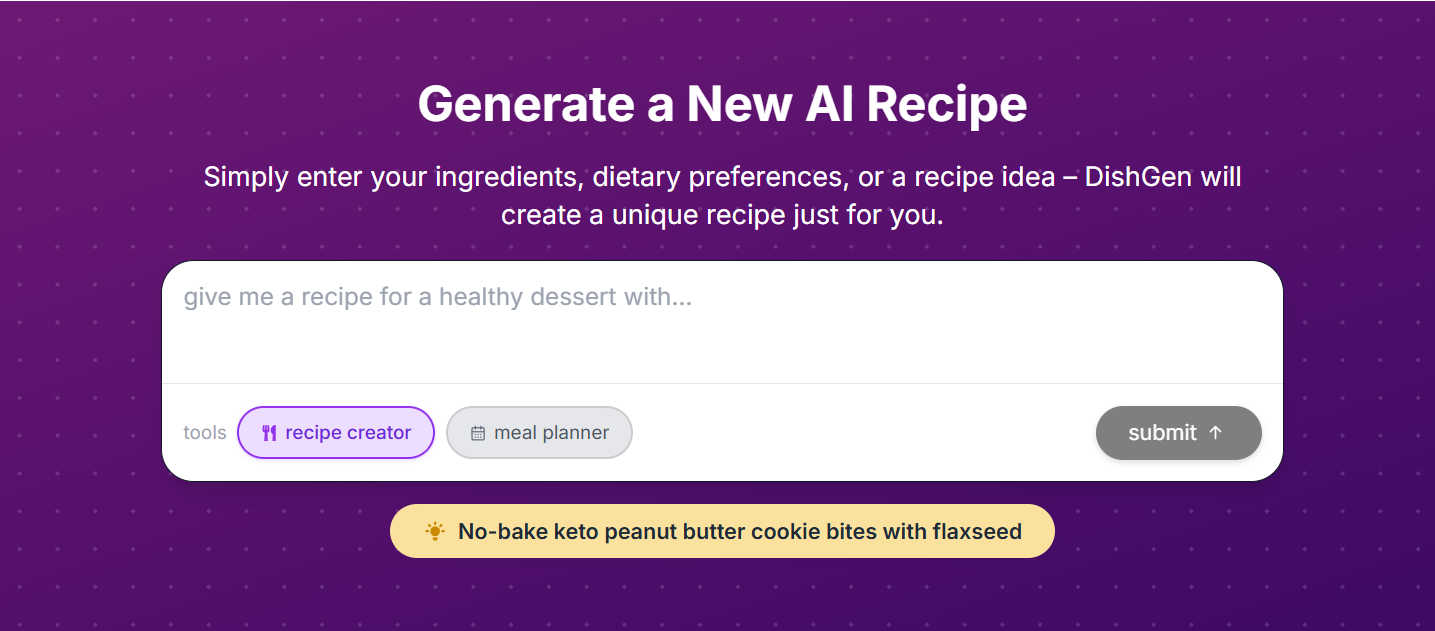 Generate a New AI Recipe
Simply enter your ingredients, dietary preferences, or a recipe idea – DishGen will
create a unique recipe just for you.
give me a recipe for a healthy dessert with...
tools recipe creator meal planner submit ↑
No-bake keto peanut butter cookie bites with flaxseed